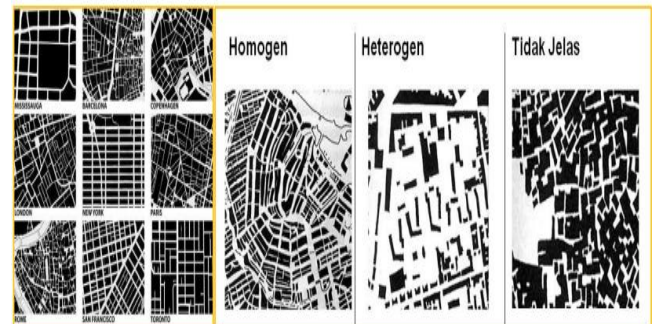 Homogen
Heterogen
Tidak Jelas
MISSISSAUGA
BARCELONA
COPENHAGEN
LONDON
NEW YORK
PARIS
ROME
SAN FRANCISCO
TORONTO